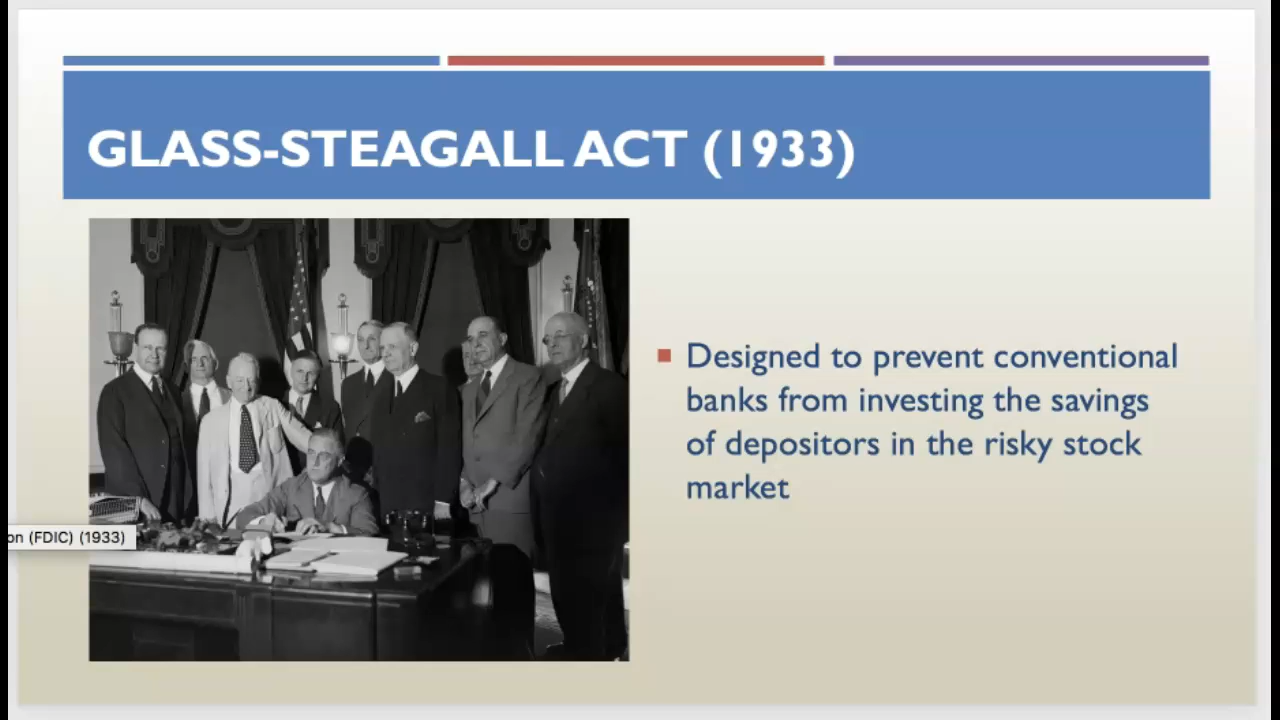 GLASS-STEAGALL ACT (1933)
Designed to prevent conventional
banks from investing the savings
of depositors in the risky stock
market
on (FDIC) (1933)